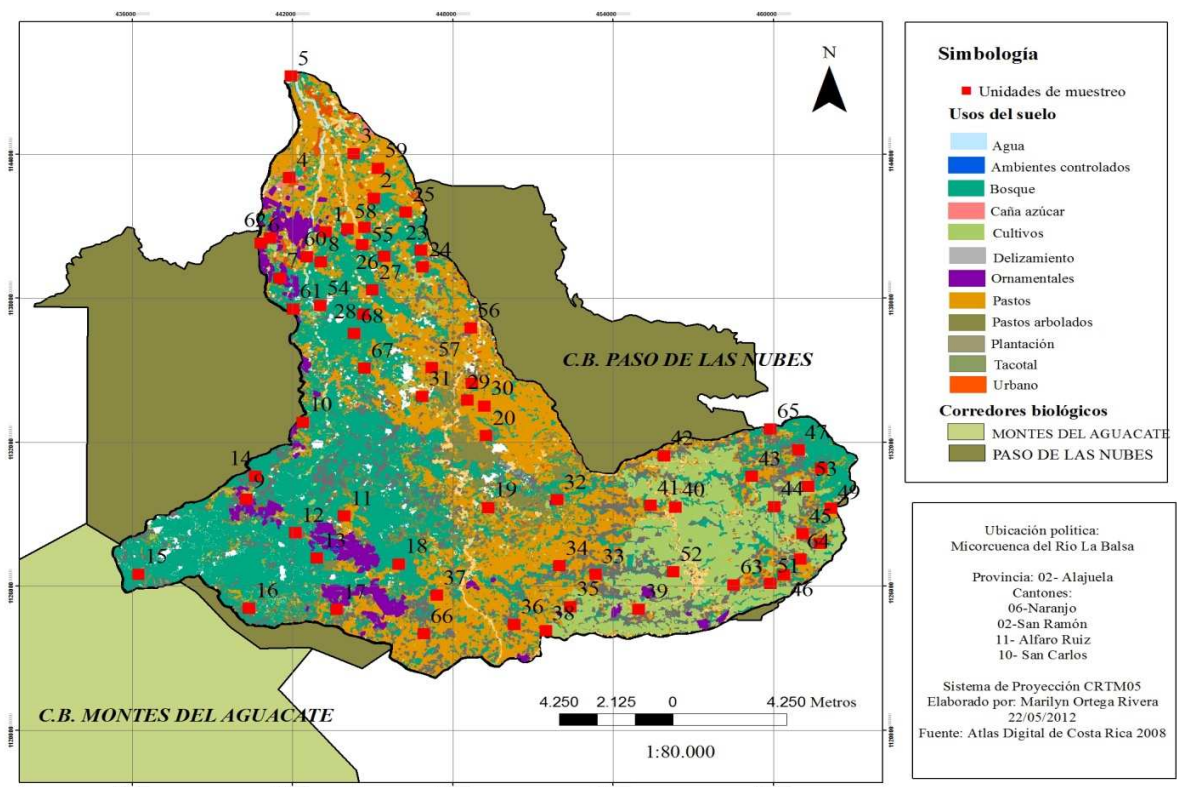 436000 442000 448000 454000 460000
5
N
3
59
4
2
25
62 6 1 58 23
60 8 55 24
7 26 27
61 54
28 68 56
67 57
C.B. PASO DE LAS NUBES
31 29 30
20
10
65
42 47
14 43 53
9 11 19 32 41 40 44 49
12 45
13 18 34 33 52 64
15 63 51
16 17 37 35 39 46
66 36 38
C.B. MONTES DEL AGUACATE
4.250 2.125 0 4.250 Metros
1:80.000
Simbología
Unidades de muestreo
Usos del suelo
Agua
Ambientes controlados
Bosque
Caña azúcar
Cultivos
Delizamiento
Ornamentales
Pastos
Pastos arbolados
Plantación
Tacotal
Urbano
Corredores biológicos
MONTES DEL AGUACATE
PASO DE LAS NUBES
Ubicación política:
Micorcuenca del Río La Balsa
Provincia: 02- Alajuela
Cantones:
06-Naranjo
02-San Ramón
11- Alfaro Ruiz
10- San Carlos
Sistema de Proyección CRTM05
Elaborado por: Marilyn Ortega Rivera
22/05/2012
Fuente: Atlas Digital de Costa Rica 2008